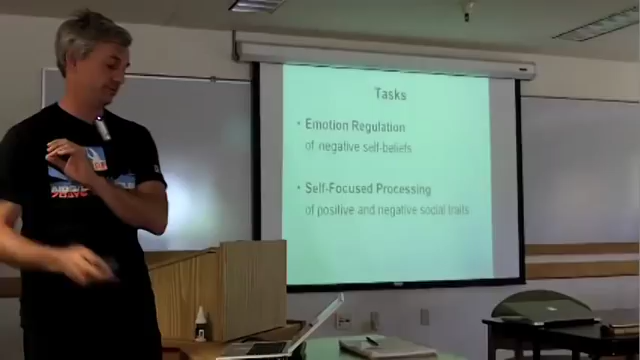 Tasks
• Emotion Regulation
of negative self-beliefs
• Self-Focused Processing
of positive and negative social traits